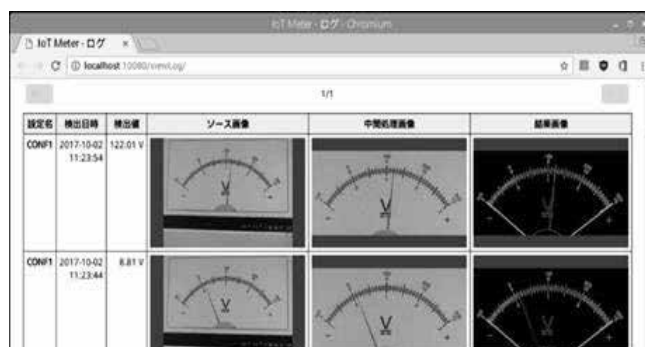 IoT Meter - ログ - Chromium
IoT Meter - ログ
localhost:10080/viewLog/
1/1
設定名 検出日時 検出値 ソース画像 中間処理画像 結果画像
CONF1 2017-10-02 11:23:54 122.01 V
V
V
V
CONF1 2017-10-02 11:23:44 8.81 V
V
V
V